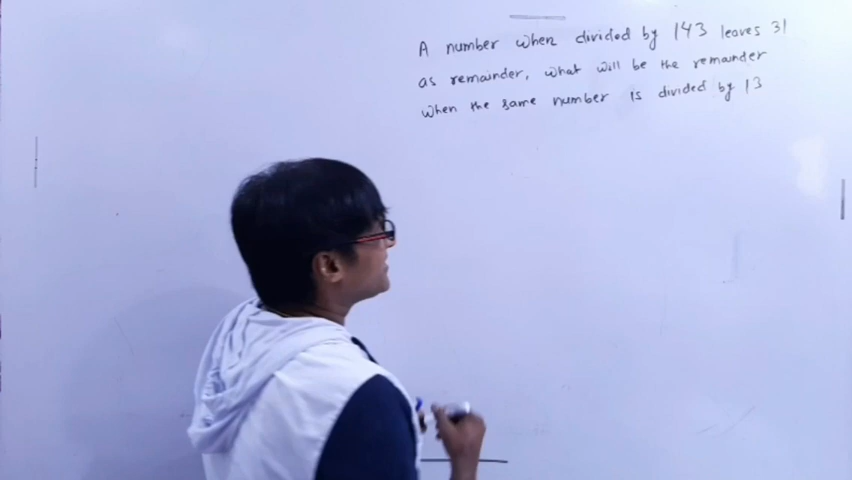 A number when divided by 143 leaves 31
as remainder, what will be the remainder
when the same number is divided by 13